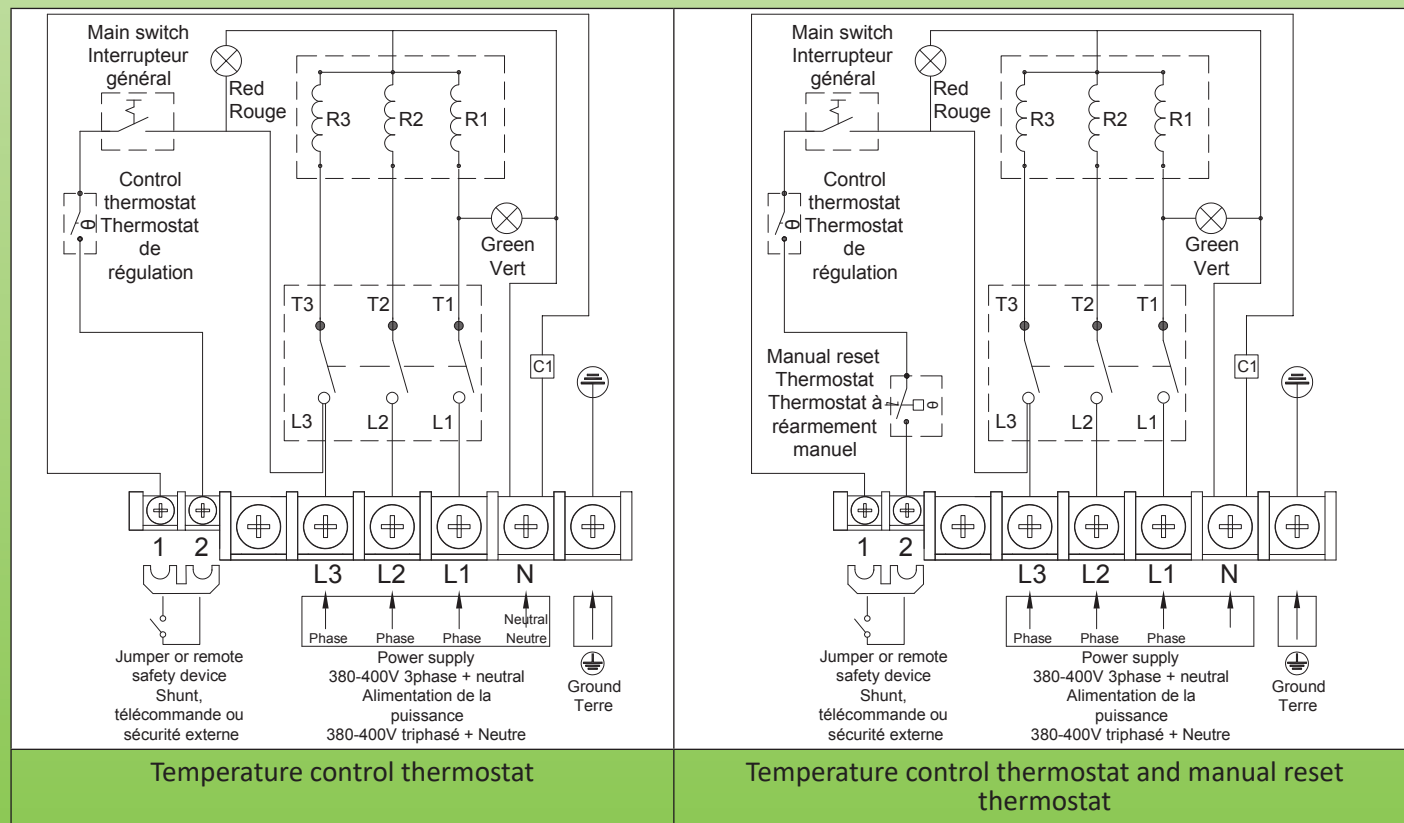 Main switch
Interrupteur
général
Red
Rouge
R3
R2
R1
Control
thermostat
Thermostat
de
régulation
θ
Green
Vert
T3
T2
T1
C1
L3
L2
L1
1
2
L3
L2
L1
N
Phase
Phase
Phase
Neutral
Neutre
Jumper or remote
safety device
Shunt,
télécommande ou
sécurité externe
Power supply
380-400V 3phase + neutral
Alimentation de la
puissance
380-400V triphasé + Neutre
Ground
Terre
Temperature control thermostat
Main switch
Interrupteur
général
Red
Rouge
R3
R2
R1
Control
thermostat
Thermostat
de
régulation
θ
Green
Vert
T3
T2
T1
Manual reset
Thermostat
Thermostat à
réarmement
manuel
θ
C1
L3
L2
L1
1
2
L3
L2
L1
N
Phase
Phase
Phase
Jumper or remote
safety device
Shunt,
télécommande ou
sécurité externe
Power supply
380-400V 3phase + neutral
Alimentation de la
puissance
380-400V triphasé + Neutre
Ground
Terre
Temperature control thermostat and manual reset
thermostat